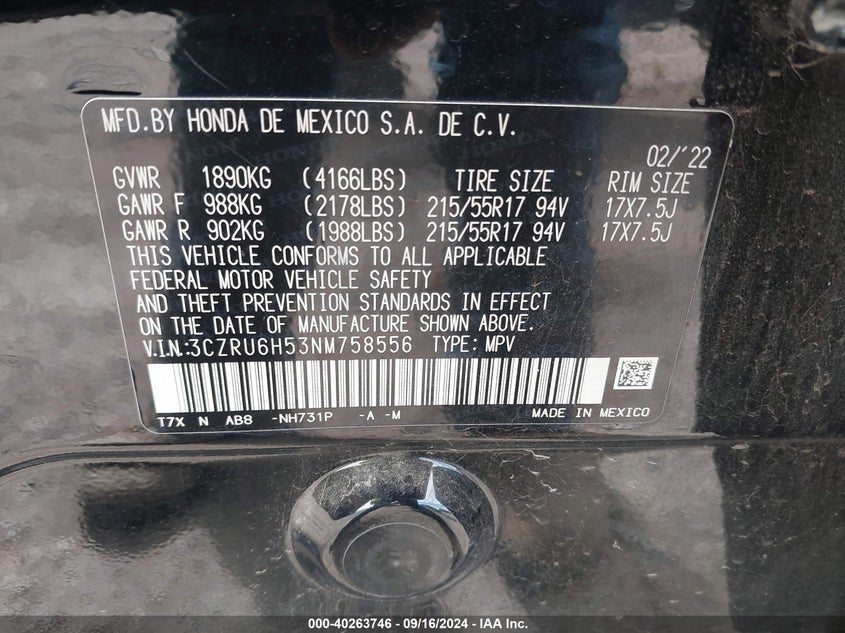 MFD.BY HONDA DE MEXICO S.A. DE C.V.
02/'22
GVWR 1890KG (4166LBS) TIRE SIZE RIM SIZE
GAWR F 988KG (2178LBS) 215/55R17 94V 17X7.5J
GAWR R 902KG (1988LBS) 215/55R17 94V 17X7.5J
THIS VEHICLE CONFORMS TO ALL APPLICABLE
FEDERAL MOTOR VEHICLE SAFETY
AND THEFT PREVENTION STANDARDS IN EFFECT
ON THE DATE OF MANUFACTURE SHOWN ABOVE.
V.I.N.:3CZRU6H53NM758556 TYPE: MPV
T7X N AB8 -NH731P -A -M MADE IN MEXICO
000-40263746 - 09/16/2024 - IAA Inc.